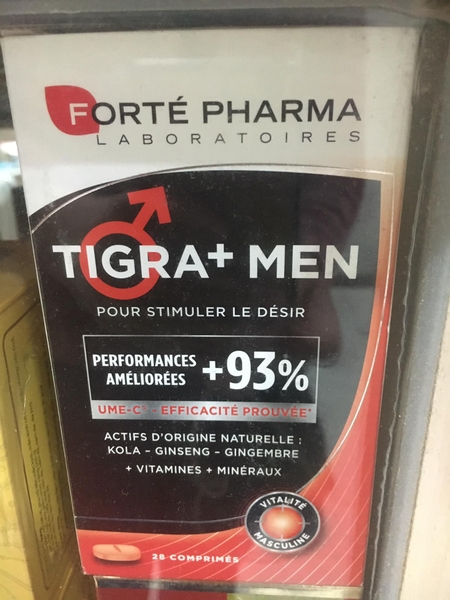 FORTÉ PHARMA
LABORATOIRES
TIGRA+ MEN
POUR STIMULER LE DÉSIR
PERFORMANCES
AMÉLIORÉES +93%
UME-C® - EFFICACITÉ PROUVÉE*
ACTIFS D'ORIGINE NATURELLE :
KOLA - GINSENG - GINGEMBRE
+ VITAMINES + MINÉRAUX
VITALITÉ
MASCULINE
28 COMPRIMÉS